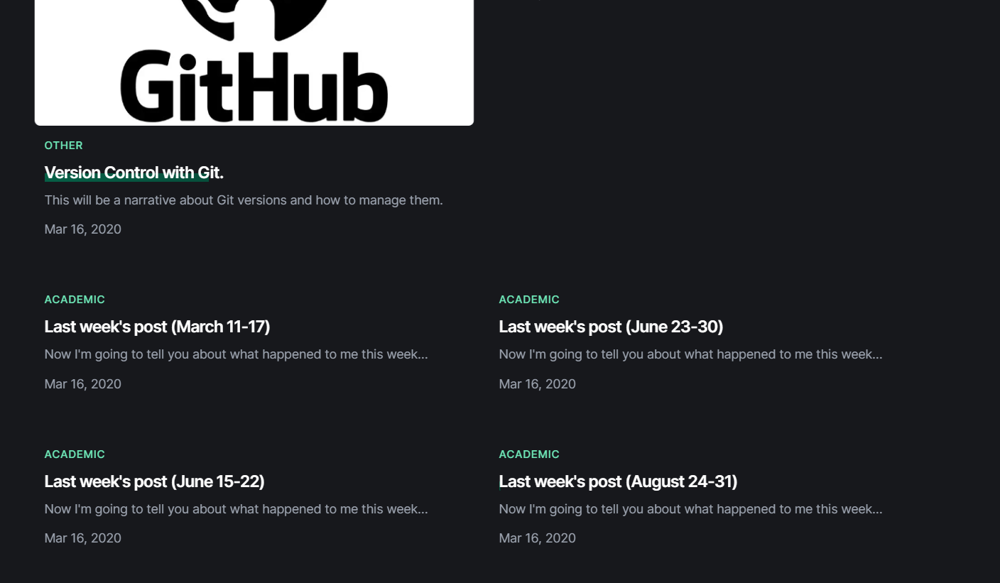 GitHub
OTHER
Version Control with Git.
This will be a narrative about Git versions and how to manage them.
Mar 16, 2020
ACADEMIC
Last week's post (March 11-17)
Now I'm going to tell you about what happened to me this week...
Mar 16, 2020
ACADEMIC
Last week's post (June 23-30)
Now I'm going to tell you about what happened to me this week...
Mar 16, 2020
ACADEMIC
Last week's post (June 15-22)
Now I'm going to tell you about what happened to me this week...
Mar 16, 2020
ACADEMIC
Last week's post (August 24-31)
Now I'm going to tell you about what happened to me this week...
Mar 16, 2020